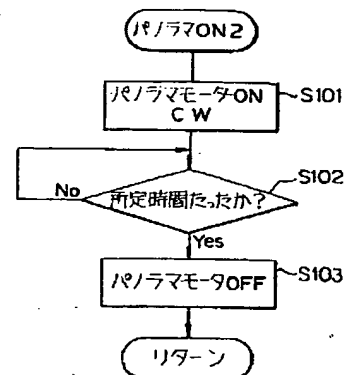 パノラマON2
パノラマモーターON
CW
S101
所定時間たったか?
S102
No
Yes
パノラマモータOFF
S103
リターン